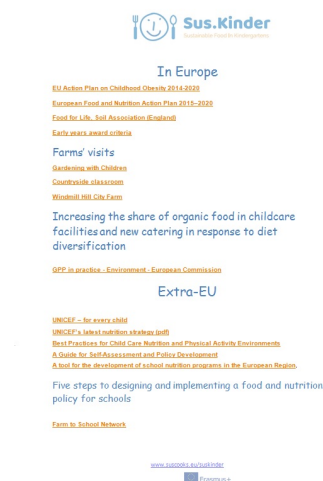 Sus.Kinder
Sustainable Food in Kindergartens
In Europe
EU Action Plan on Childhood Obesity 2014-2020
European Food and Nutrition Action Plan 2015–2020
Food for Life, Soil Association (England)
Early years award criteria
Farms' visits
Gardening with Children
Countryside classroom
Windmill Hill City Farm
Increasing the share of organic food in childcare
facilities and new catering in response to diet
diversification
GPP in practice - Environment - European Commission
Extra-EU
UNICEF – for every child
UNICEF's latest nutrition strategy (pdf)
Best Practices for Child Care Nutrition and Physical Activity Environments
A Guide for Self-Assessment and Policy Development
A tool for the development of school nutrition programs in the European Region.
Five steps to designing and implementing a food and nutrition
policy for schools
Farm to School Network
www.suscooks.eu/suskinder
Erasmus+